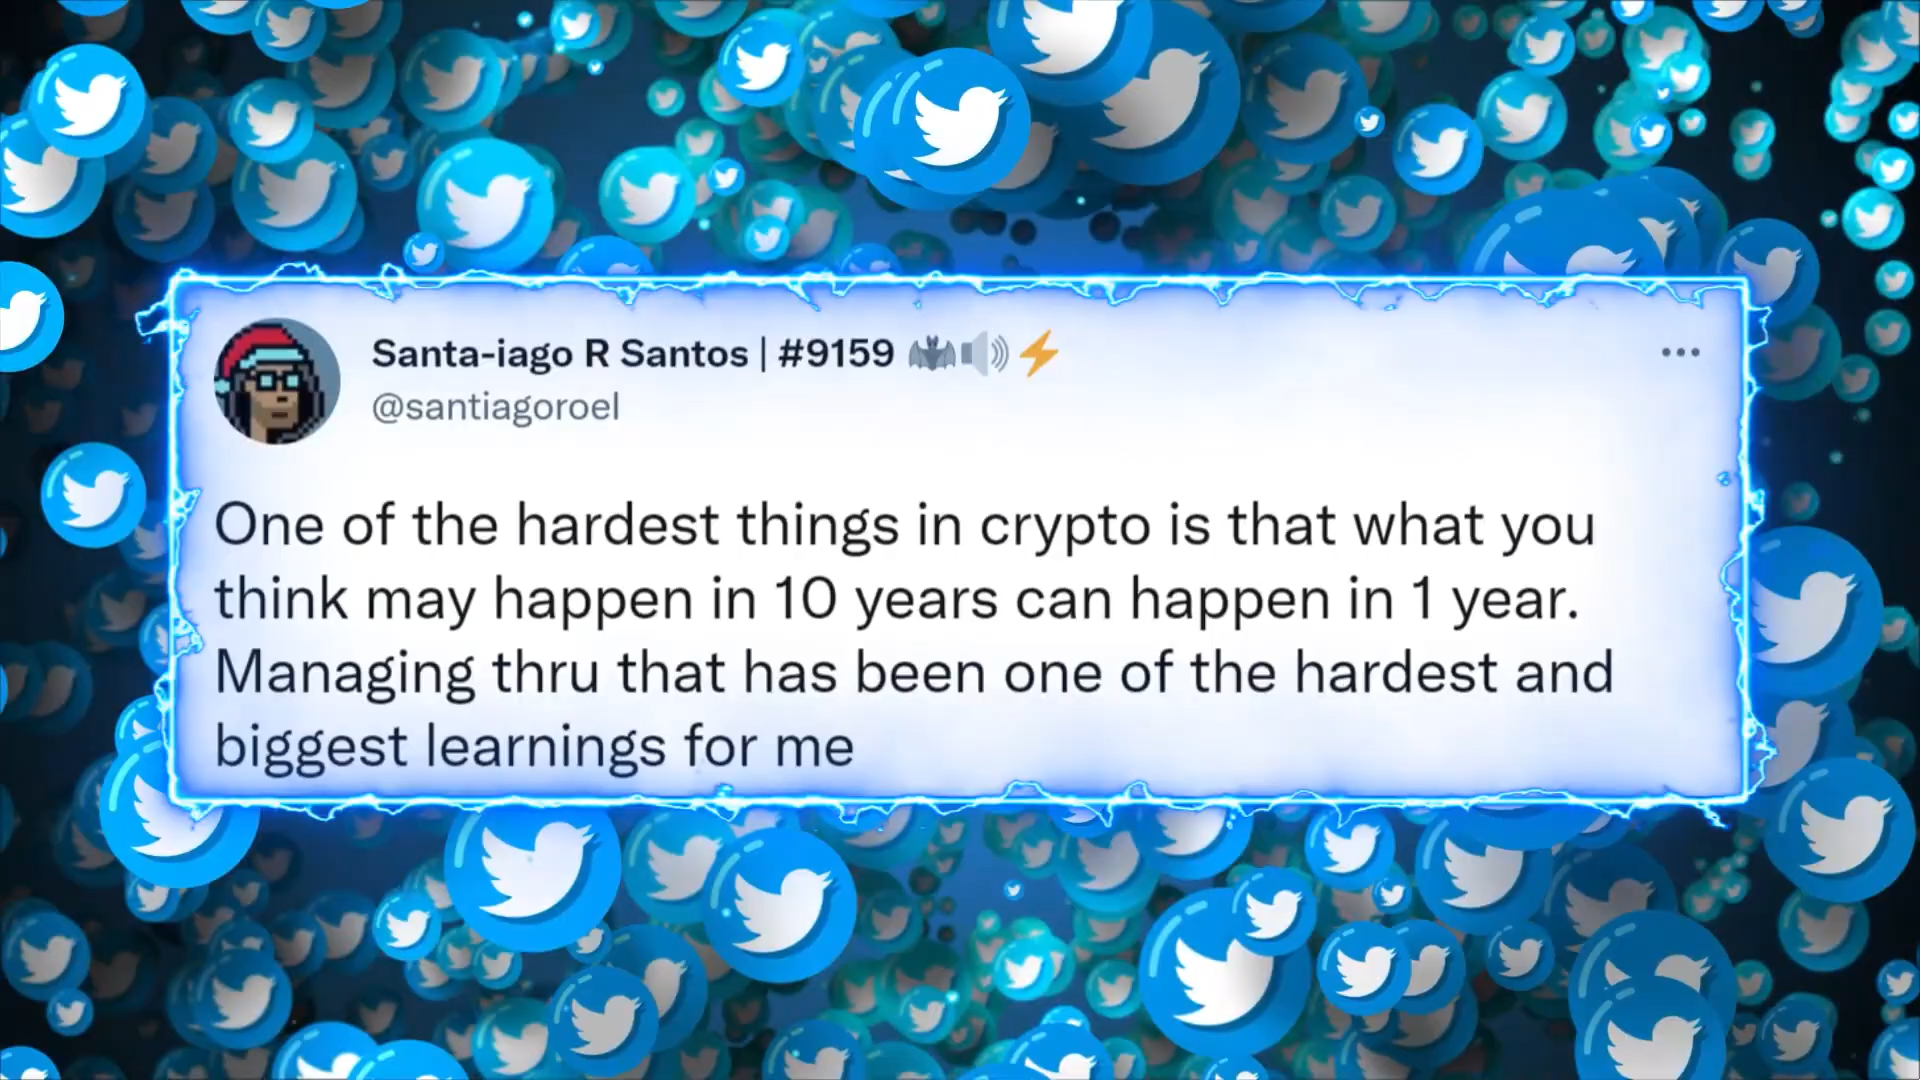 Santa-iago R Santos | #9159 🦇🔊⚡
@santiagoroel
One of the hardest things in crypto is that what you
think may happen in 10 years can happen in 1 year.
Managing thru that has been one of the hardest and
biggest learnings for me